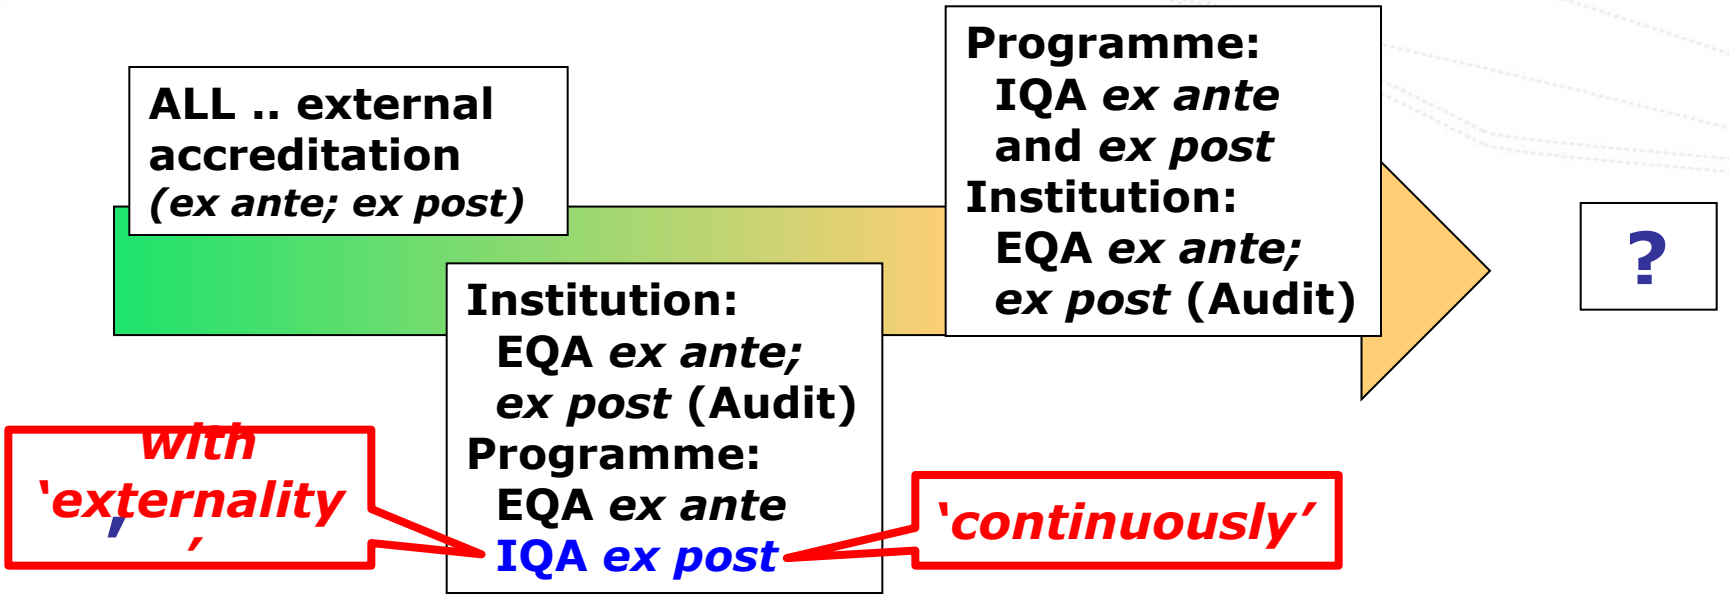 ALL .. external
accreditation
(ex ante; ex post)
Institution:
EQA ex ante;
ex post (Audit)
Programme:
EQA ex ante
IQA ex post
with
‘externality
’
’
‘continuously’
Programme:
IQA ex ante
and ex post
Institution:
EQA ex ante;
ex post (Audit)
?